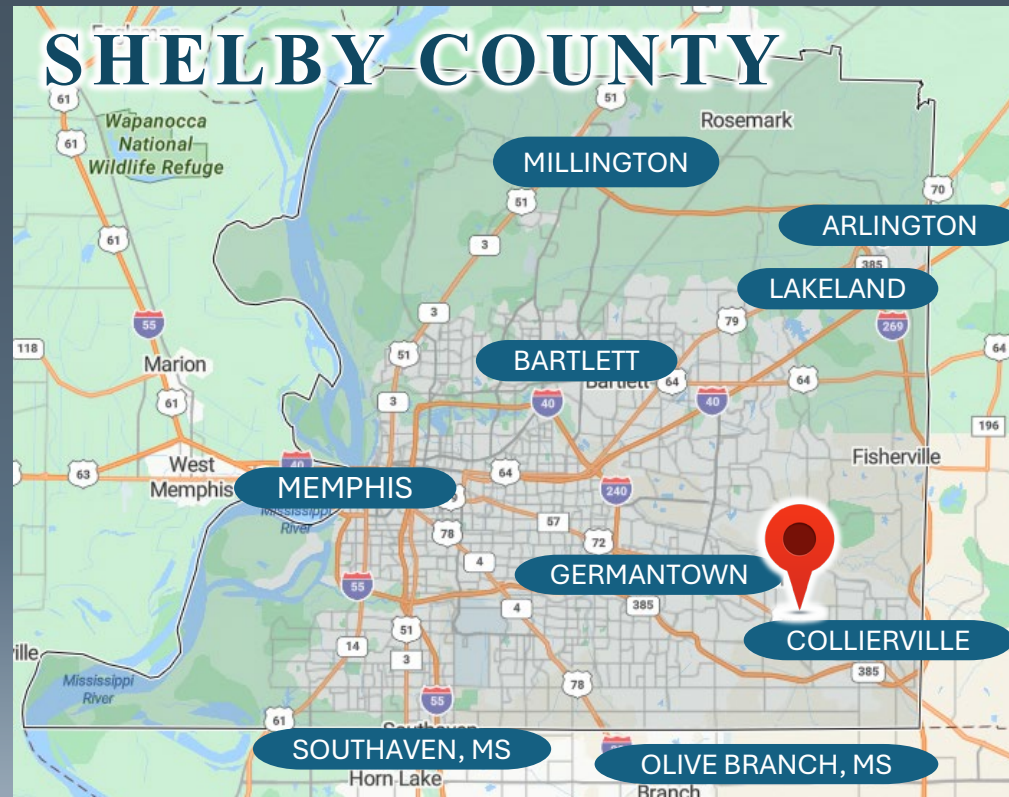 SHELBY COUNTY
61
51
Rosemark
Wapanocca
National
Wildlife Refuge
61
MILLINGTON
70
51
ARLINGTON
61
3
385
LAKELAND
3
79
55
269
118
51
64
Marion
BARTLETT
Bartlett
64
64
61
3
40
40
196
West
Memphis
40
63
64
Fisherville
MEMPHIS
240
Mississippi
River
78
57
72
4
GERMANTOWN
55
4
385
51
COLLIERVILLE
14
3
ville
385
Mississippi
River
78
55
61
Southaven
SOUTHAVEN, MS
OLIVE BRANCH, MS
Horn Lake
Branch